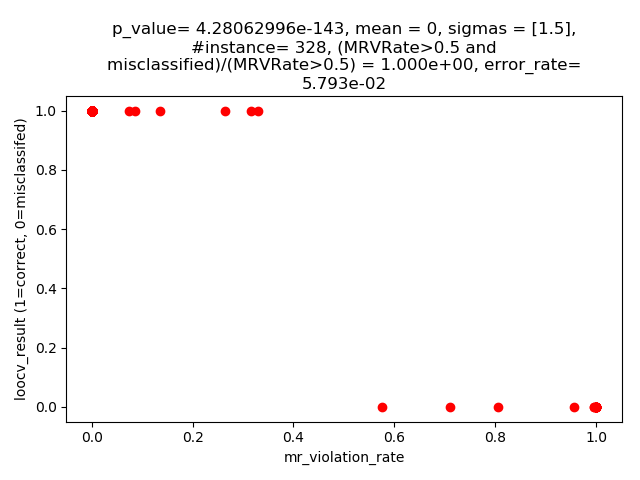 p_value= 4.28062996e-143, mean = 0, sigmas = [1.5],
#instance= 328, (MRVRate>0.5 and
misclassified)/(MRVRate>0.5) = 1.000e+00, error_rate=
5.793e-02
loocv_result (1=correct, 0=misclassifed)
1.0
0.8
0.6
0.4
0.2
0.0
0.0 0.2 0.4 0.6 0.8 1.0
mr_violation_rate